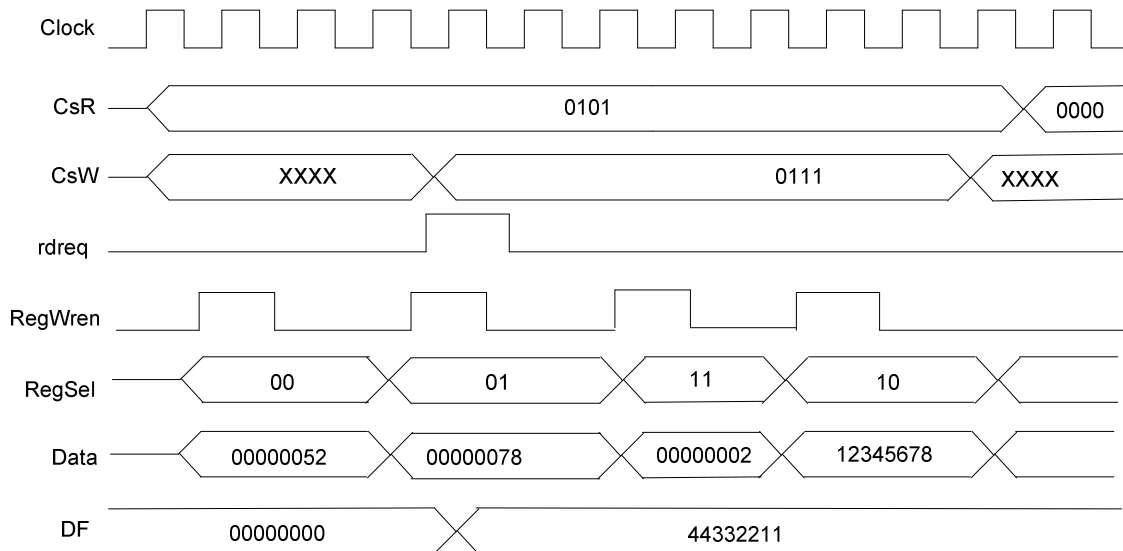 Clock
CsR 0101 0000
CsW XXXX 0111 XXXX
rdreq
RegWren
RegSel 00 01 11 10
Data 00000052 00000078 00000002 12345678
DF 00000000 44332211